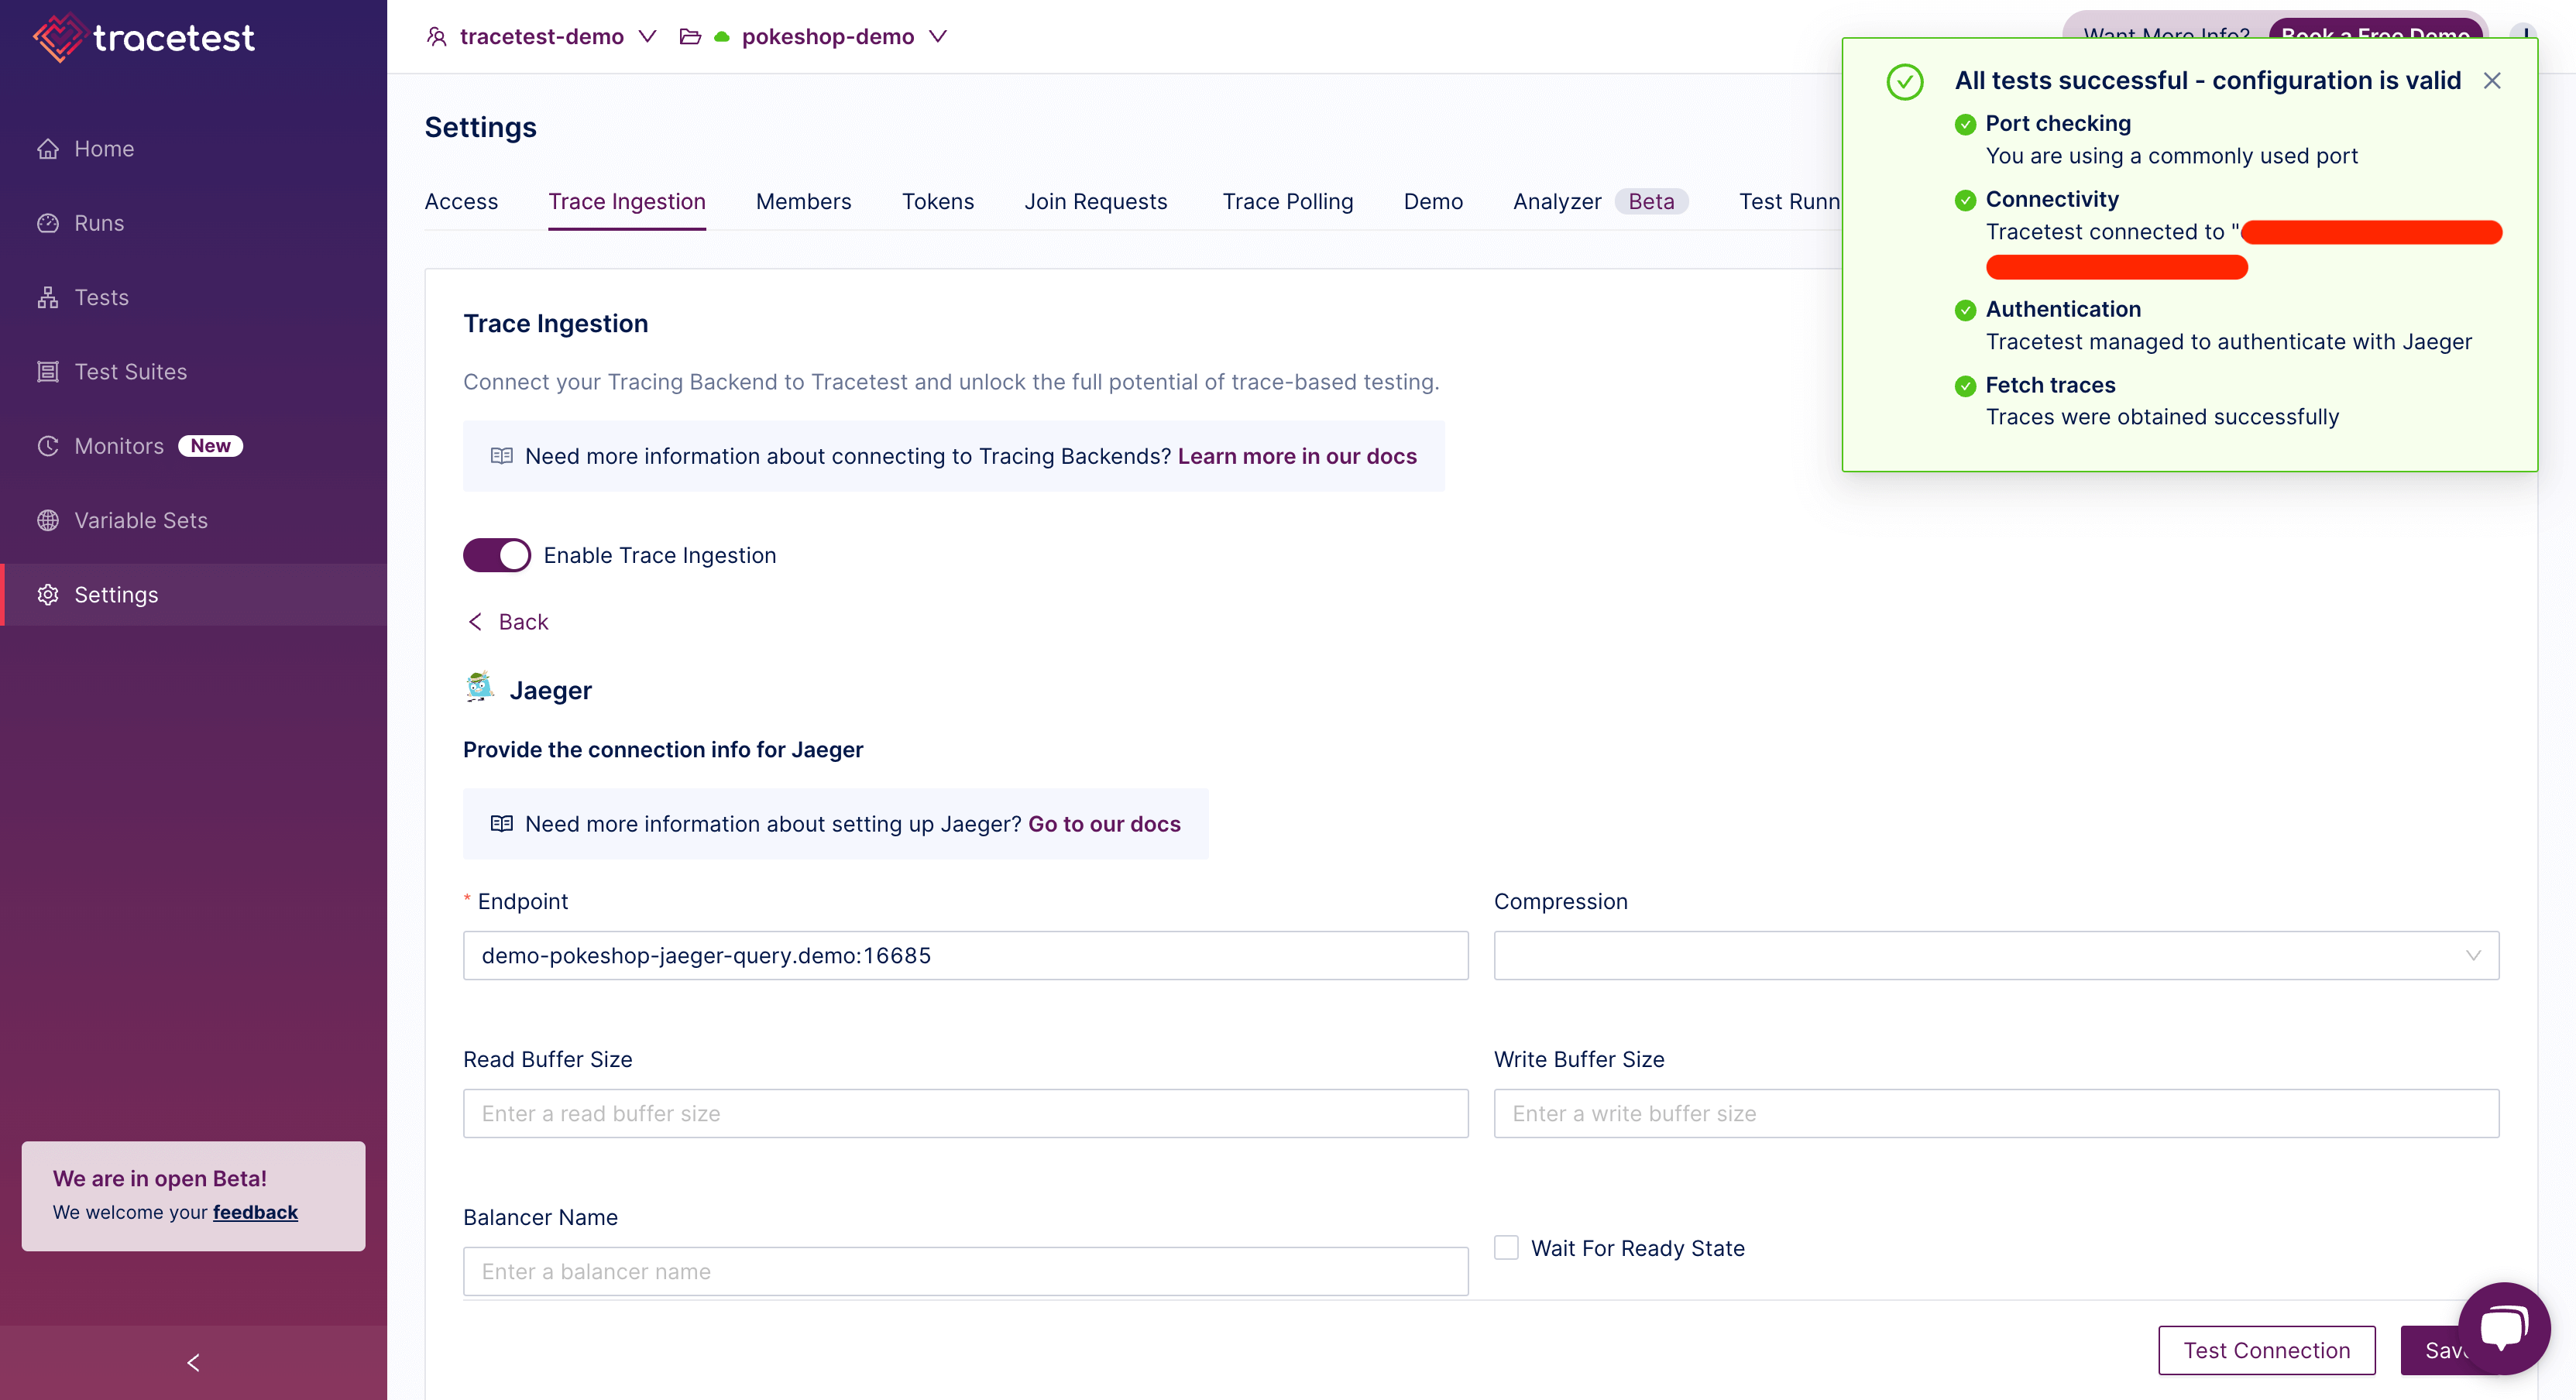 tracetest
Home
Runs
Tests
Test Suites
Monitors New
Variable Sets
Settings
We are in open Beta!
We welcome your feedback
tracetest-demo
pokeshop-demo
Want More Info? Book a Free Demo
Settings
Access Trace Ingestion Members Tokens Join Requests Trace Polling Demo Analyzer Beta Test Runn
Trace Ingestion
Connect your Tracing Backend to Tracetest and unlock the full potential of trace-based testing.
Need more information about connecting to Tracing Backends? Learn more in our docs
Enable Trace Ingestion
Back
Jaeger
Provide the connection info for Jaeger
Need more information about setting up Jaeger? Go to our docs
* Endpoint
demo-pokeshop-jaeger-query.demo:16685
Compression
Read Buffer Size
Enter a read buffer size
Write Buffer Size
Enter a write buffer size
Balancer Name
Enter a balancer name
Wait For Ready State
Test Connection
Sav
All tests successful - configuration is valid
Port checking
You are using a commonly used port
Connectivity
Tracetest connected to "
Authentication
Tracetest managed to authenticate with Jaeger
Fetch traces
Traces were obtained successfully